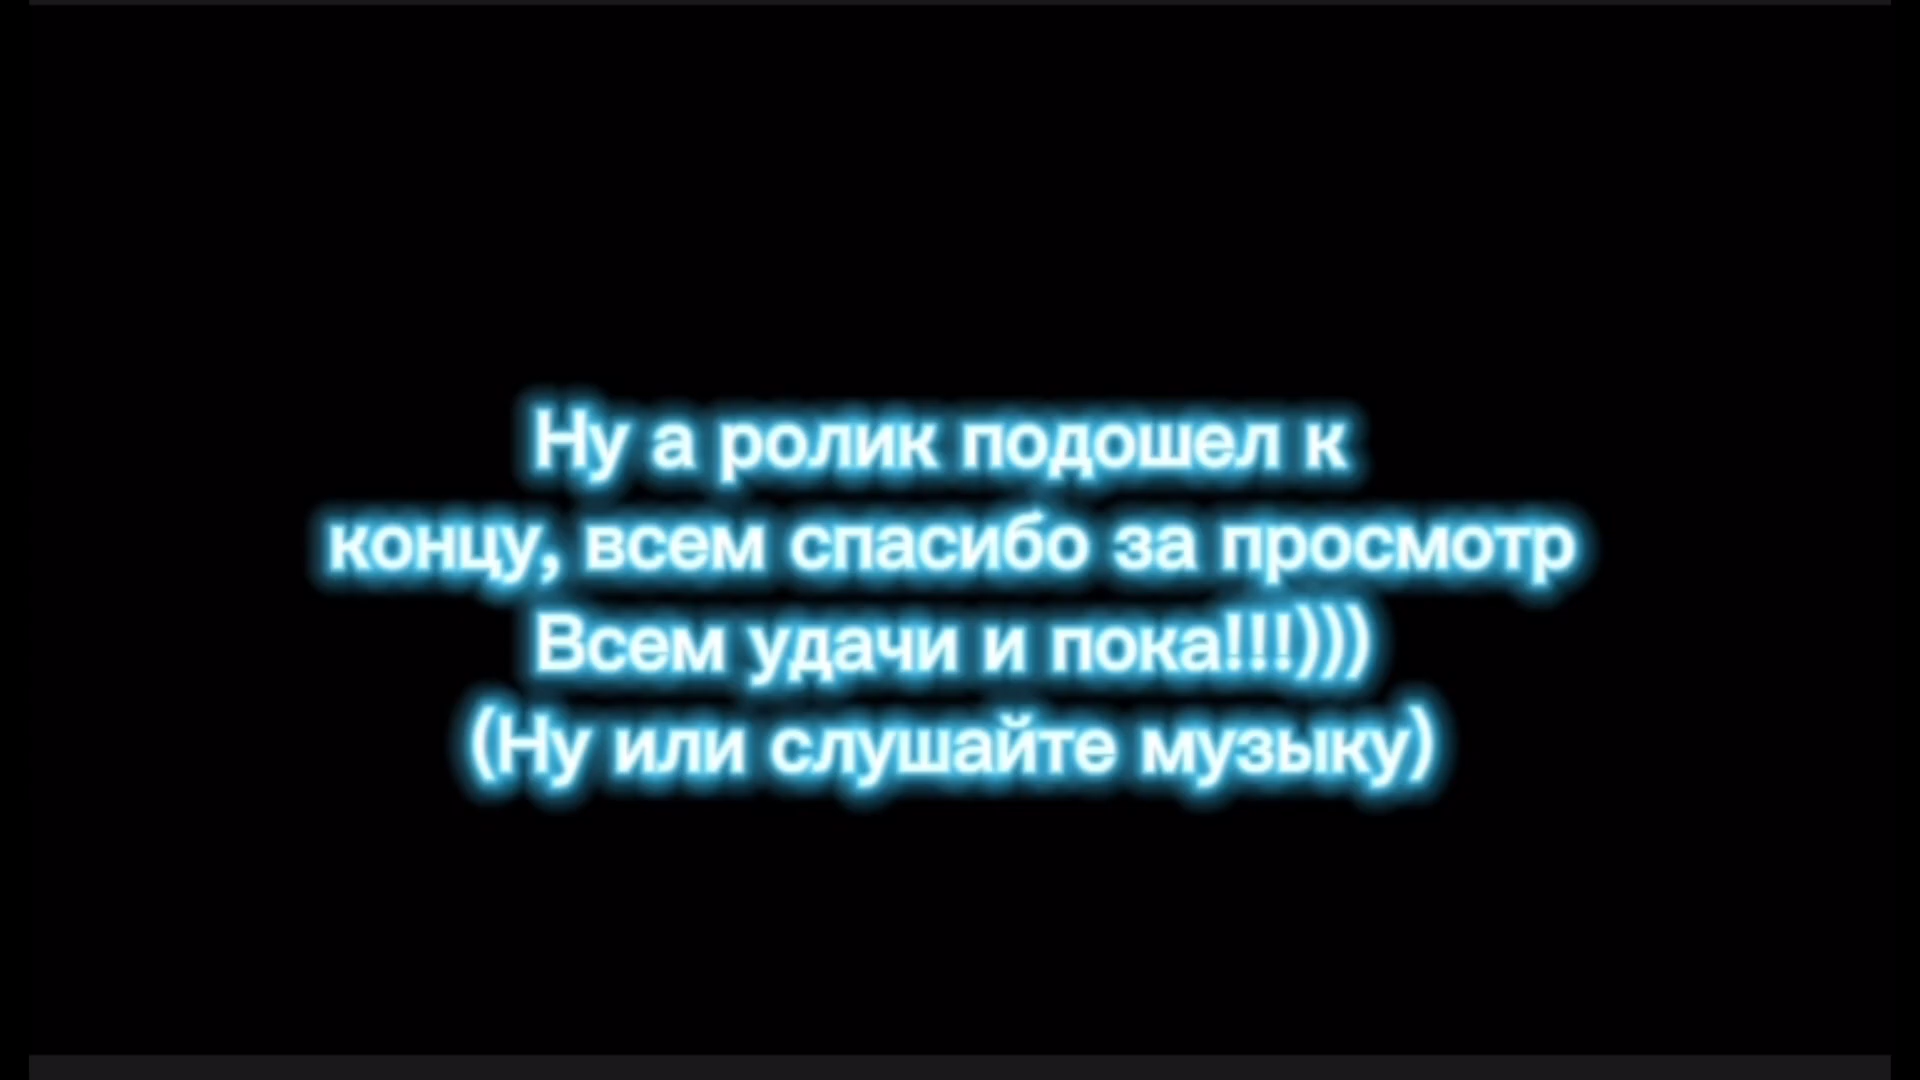 Ну а ролик подошел к
концу, всем спасибо за просмотр
Всем удачи и пока!!!)))
(Ну или слушайте музыку)